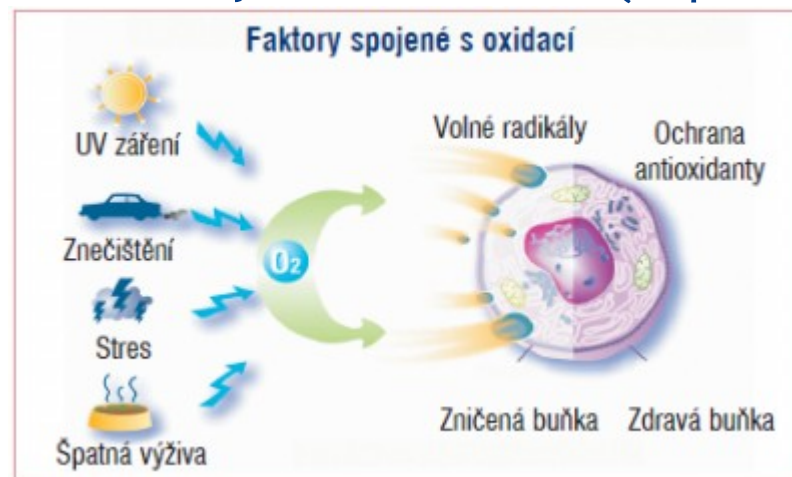 Faktory spojené s oxidací
UV záření
Znečištění
Stres
Špatná výživa
O₂
Volné radikály
Ochrana
antioxidanty
Zničená buňka
Zdravá buňka